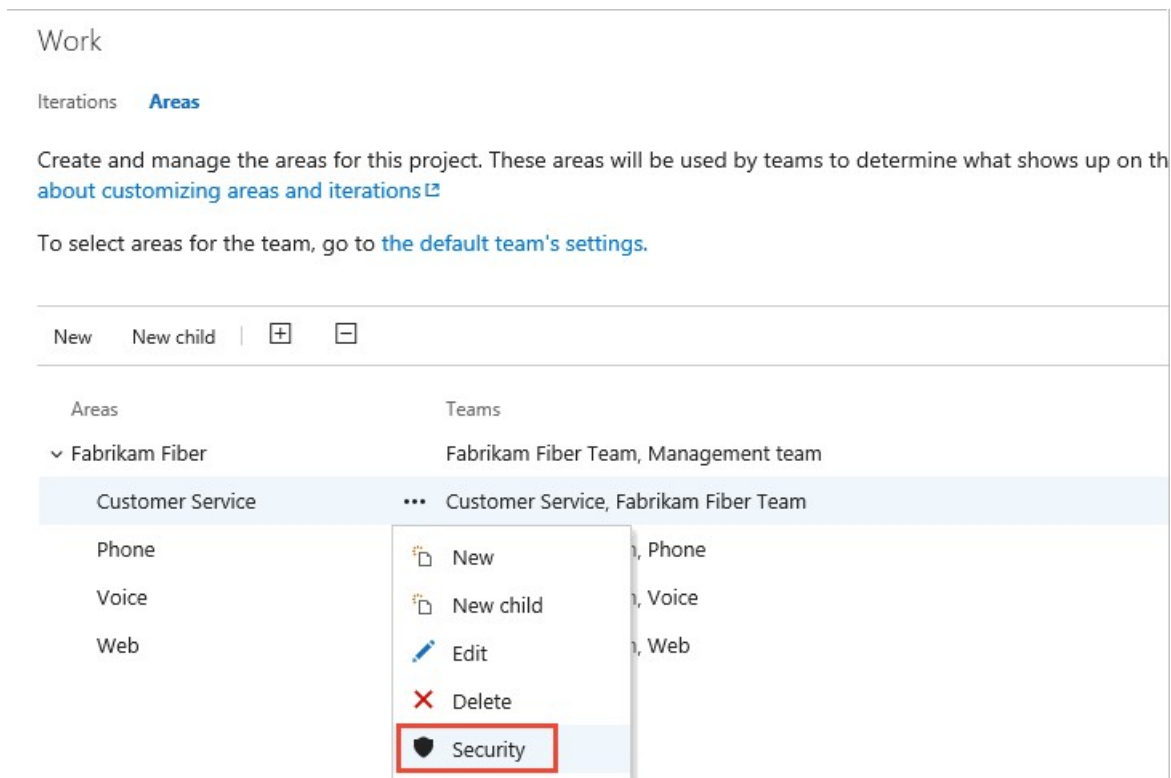 Work
Iterations Areas
Create and manage the areas for this project. These areas will be used by teams to determine what shows up on
about customizing areas and iterations
To select areas for the team, go to the default team's settings.
New New child
Areas Teams
Fabrikam Fiber Fabrikam Fiber Team, Management team
Customer Service ••• Customer Service, Fabrikam Fiber Team
Phone , Phone
New
Voice , Voice
New child
Web , Web
Edit
Delete
Security